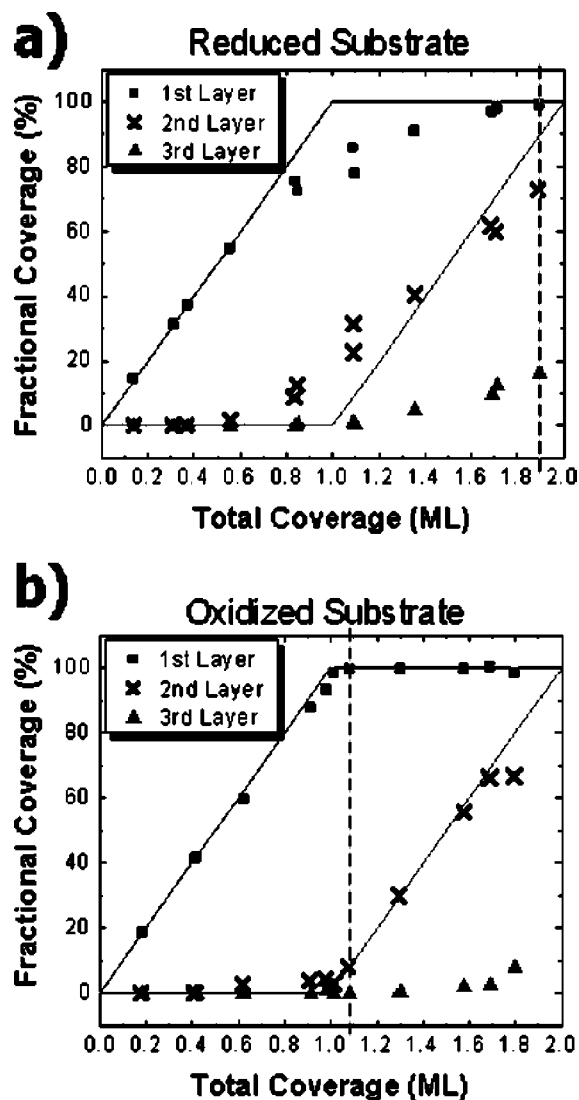 a)
Reduced Substrate
1st Layer
2nd Layer
3rd Layer
Fractional Coverage (%)
100
80
60
40
20
0
0.0 0.2 0.4 0.6 0.8 1.0 1.2 1.4 1.6 1.8 2.0
Total Coverage (ML)
b)
Oxidized Substrate
1st Layer
2nd Layer
3rd Layer
Fractional Coverage (%)
100
80
60
40
20
0
0.0 0.2 0.4 0.6 0.8 1.0 1.2 1.4 1.6 1.8 2.0
Total Coverage (ML)